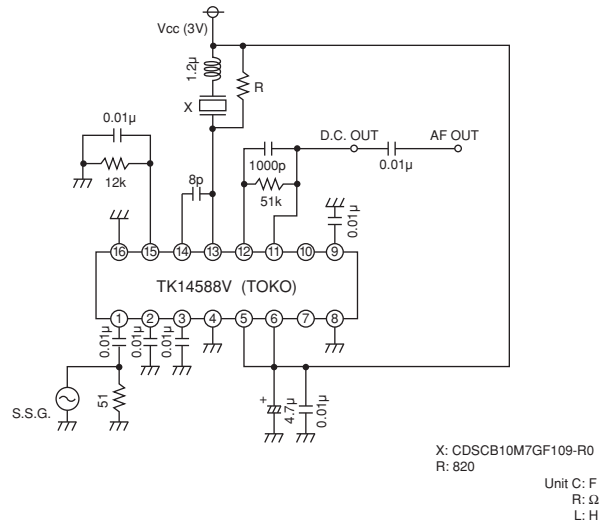 Vcc (3V)
1.2μ
R
X
0.01μ
12k
8p
1000p
51k
D.C. OUT
0.01μ
AF OUT
0.01μ
16
15
14
13
12
11
10
9
TK14588V (TOKO)
1
2
3
4
5
6
7
8
0.01μ
0.01μ
0.01μ
S.S.G.
51
+
4.7μ
0.01μ
X: CDSCB10M7GF109-R0
R: 820
Unit C: F
R: Ω
L: H